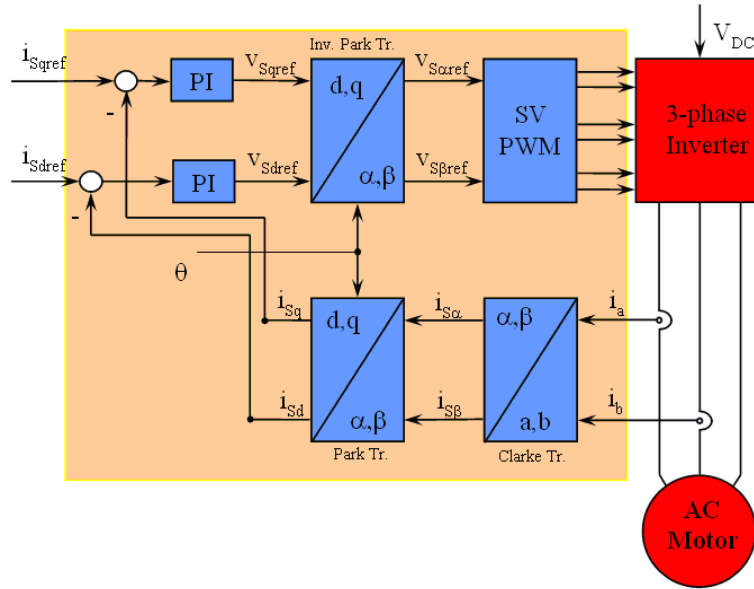 Inv. Park Tr.
V_DC
i_Sqref
PI
v_Sqref
d,q
v_Sαref
SV
PWM
3-phase
Inverter
-
i_Sdref
PI
v_Sdref
α,β
v_Sβref
-
θ
i_Sq
d,q
i_Sα
α,β
i_a
i_Sd
α,β
i_Sβ
a,b
i_b
Park Tr.
Clarke Tr.
AC
Motor